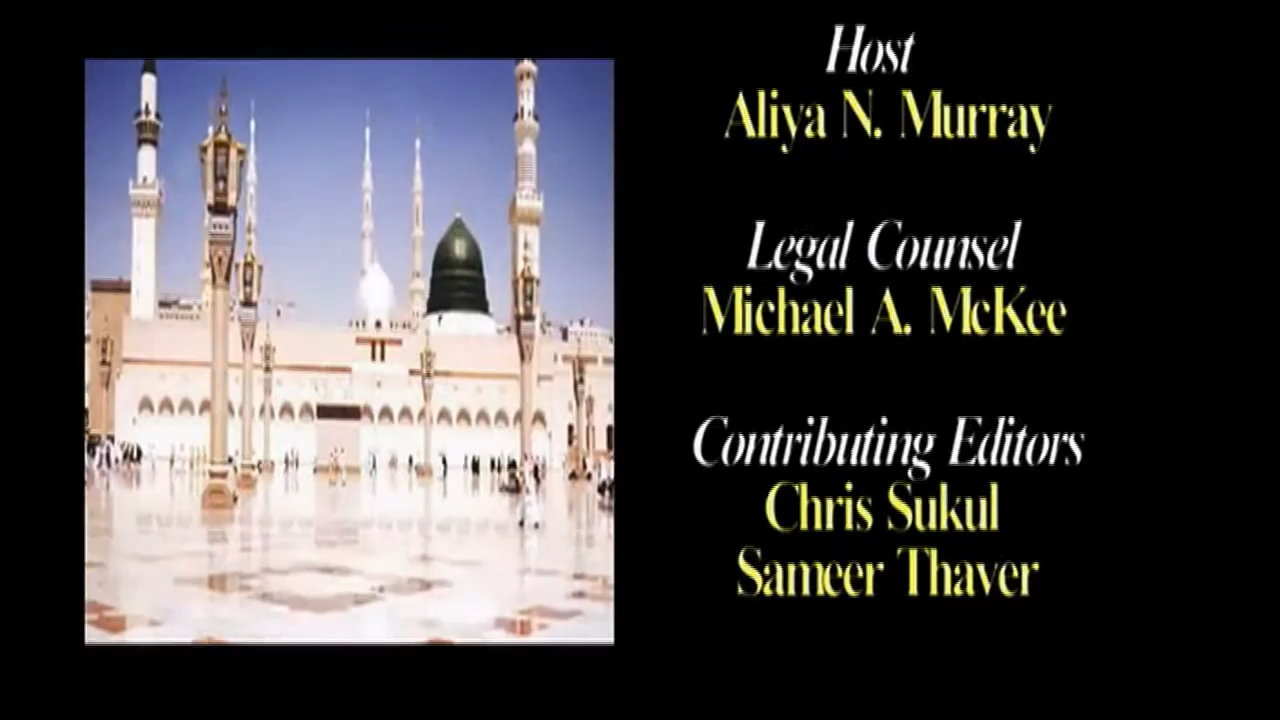 Host
Aliya N. Murray
Legal Counsel
Michael A. McKee
Contributing Editors
Chris Sukul
Sameer Thaver